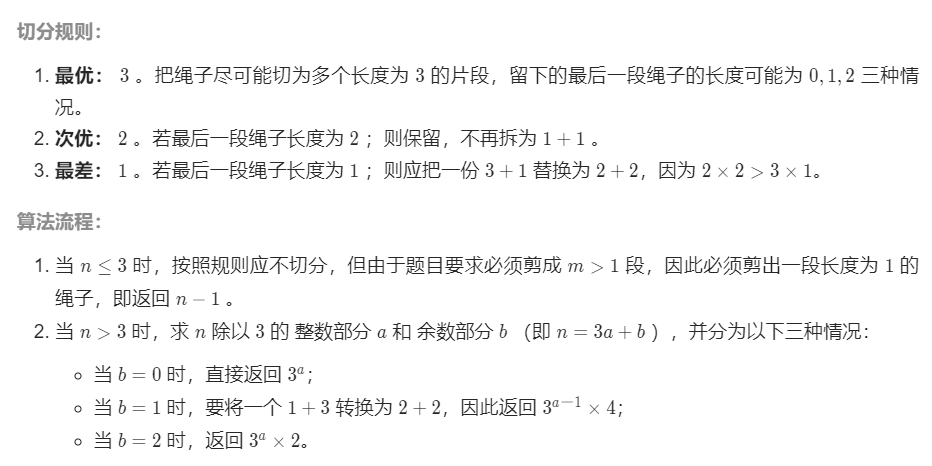 切分规则：
1. 最优： 3 。把绳子尽可能切为多个长度为 3 的片段，留下的最后一段绳子的长度可能为 0,1,2 三种情
况。
2. 次优： 2 。若最后一段绳子长度为 2 ；则保留，不再拆为 1+1 。
3. 最差： 1 。若最后一段绳子长度为 1 ；则应把一份 3+1 替换为 2+2，因为 2×2>3×1。
算法流程：
1. 当 n≤3 时，按照规则应不切分，但由于题目要求必须剪成 m>1 段，因此必须剪出一段长度为 1 的
绳子，即返回 n−1 。
2. 当 n>3 时，求 n 除以 3 的 整数部分 a 和 余数部分 b （即 n=3a+b ），并分为以下三种情况：
◦ 当 b=0 时，直接返回 3^a；
◦ 当 b=1 时，要将一个 1+3 转换为 2+2，因此返回 3^{a−1}×4；
◦ 当 b=2 时，返回 3^a×2。